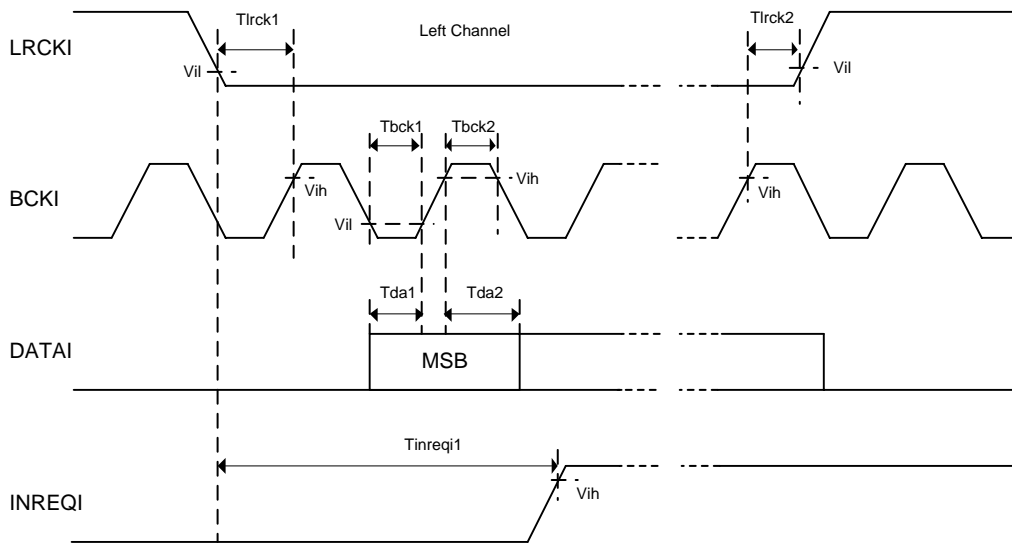 Tlrck1
Left Channel
Tlrck2
LRCKI
Vil
Vil
Tbck1
Tbck2
BCKI
Vih
Vih
Vih
Vil
Tda1
Tda2
DATAI
MSB
Tinreqi1
INREQI
Vih